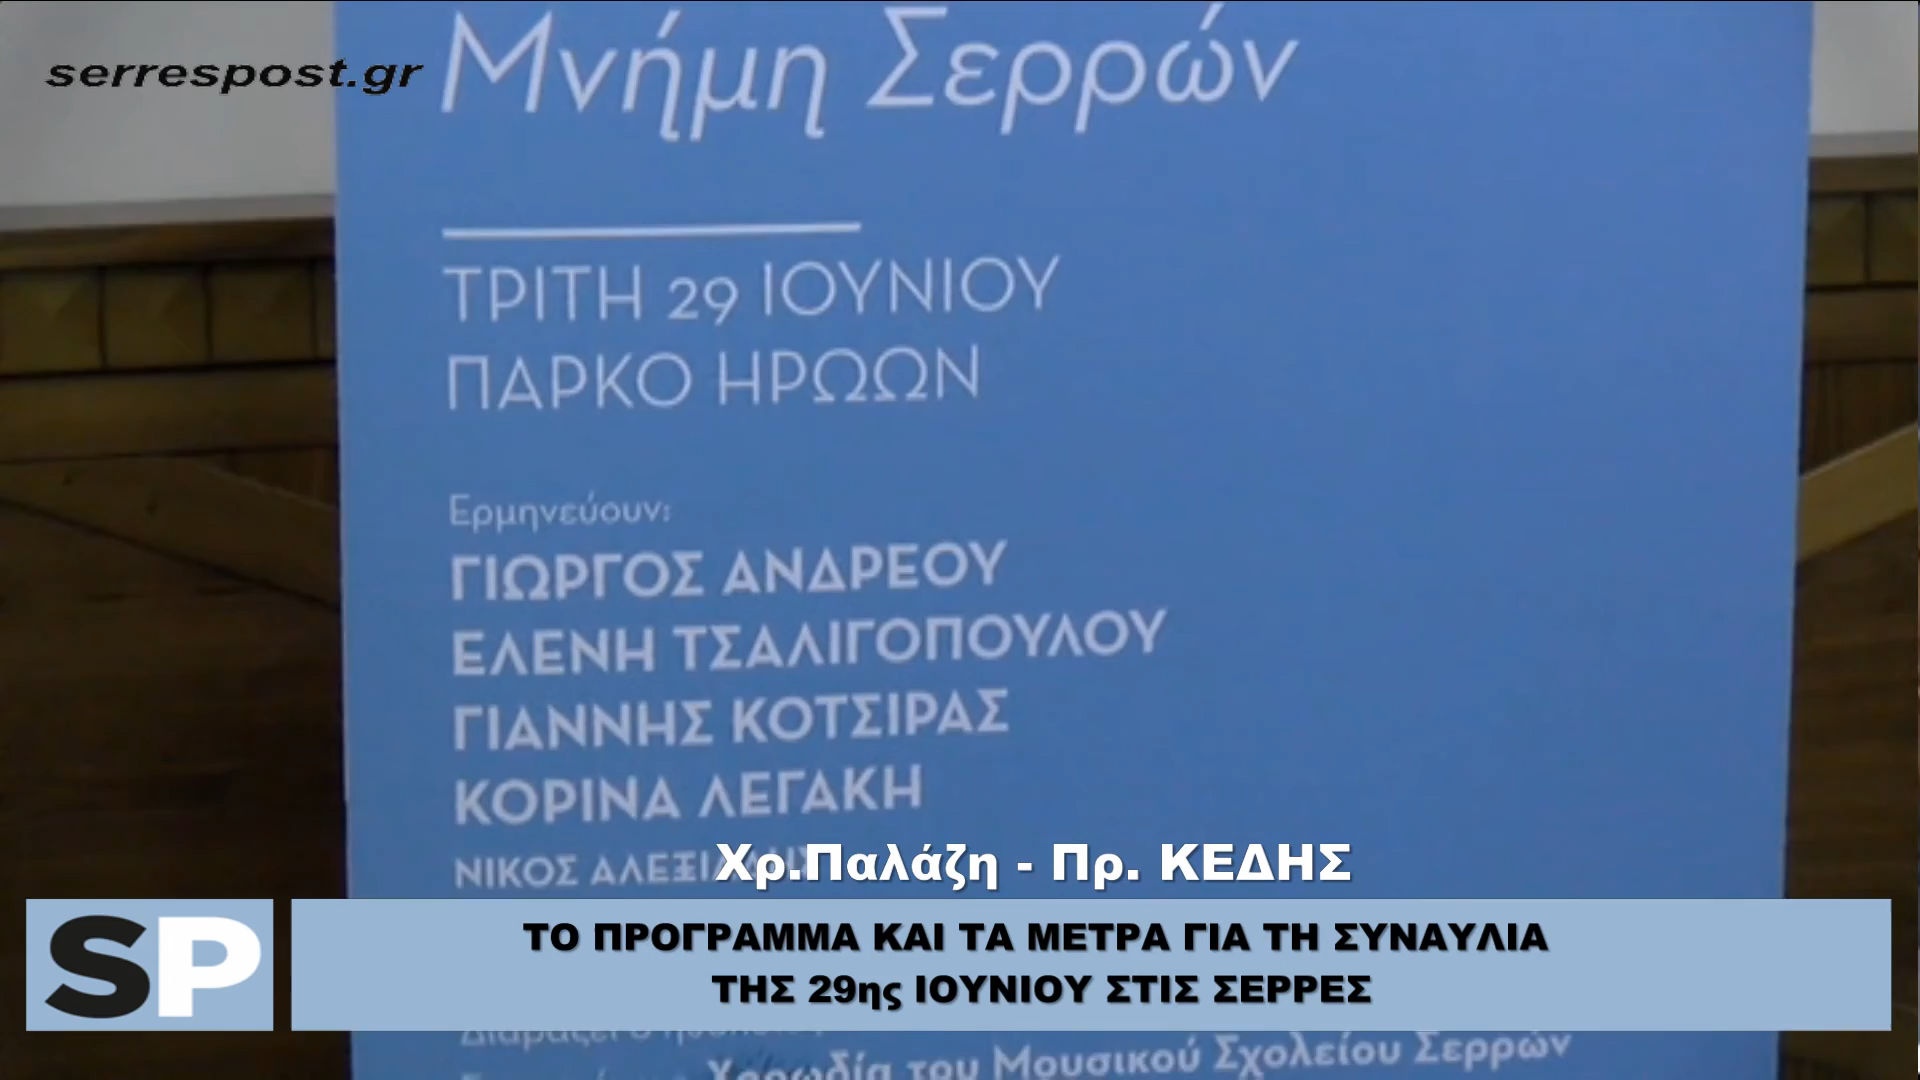 serrespost.gr
Μνήμη Σερρών
ΤΡΙΤΗ 29 ΙΟΥΝΙΟΥ
ΠΑΡΚΟ ΗΡΩΩΝ
Ερμηνεύουν:
ΓΙΩΡΓΟΣ ΑΝΔΡΕΟΥ
ΕΛΕΝΗ ΤΣΑΛΙΓΟΠΟΥΛΟΥ
ΓΙΑΝΝΗΣ ΚΟΤΣΙΡΑΣ
ΚΟΡΙΝΑ ΛΕΓΑΚΗ
ΝΙΚΟΣ
Χρ.Παλάζη - Πρ. ΚΕΔΗΣ
SP
ΤΟ ΠΡΟΓΡΑΜΜΑ ΚΑΙ ΤΑ ΜΕΤΡΑ ΓΙΑ ΤΗ ΣΥΝΑΥΛΙΑ
ΤΗΣ 29ης ΙΟΥΝΙΟΥ ΣΤΙΣ ΣΕΡΡΕΣ
Χορωδία του Μουσικού Σχολείου Σερρών